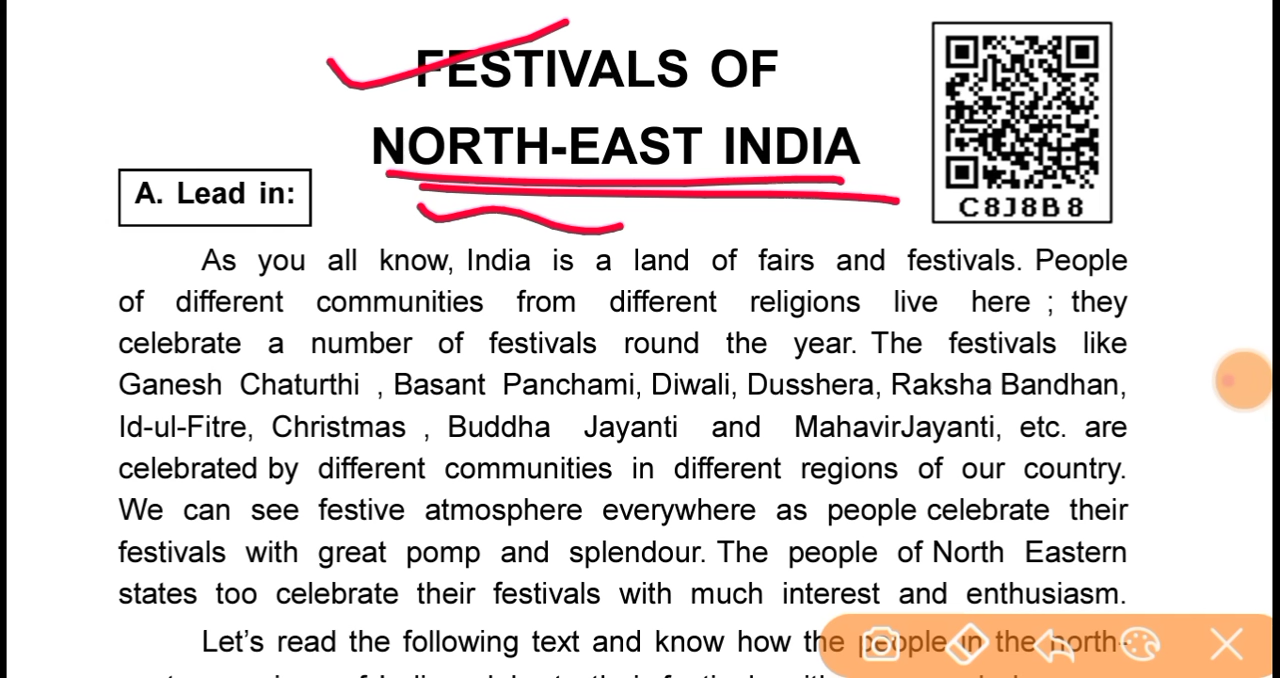 FESTIVALS OF
NORTH-EAST INDIA
C8J8B8
A. Lead in:
As you all know, India is a land of fairs and festivals. People
of different communities from different religions live here ; they
celebrate a number of festivals round the year. The festivals like
Ganesh Chaturthi , Basant Panchami, Diwali, Dusshera, Raksha Bandhan,
Id-ul-Fitre, Christmas , Buddha Jayanti and MahavirJayanti, etc. are
celebrated by different communities in different regions of our country.
We can see festive atmosphere everywhere as people celebrate their
festivals with great pomp and splendour. The people of North Eastern
states too celebrate their festivals with much interest and enthusiasm.
Let's read the following text and know how the people in the north-